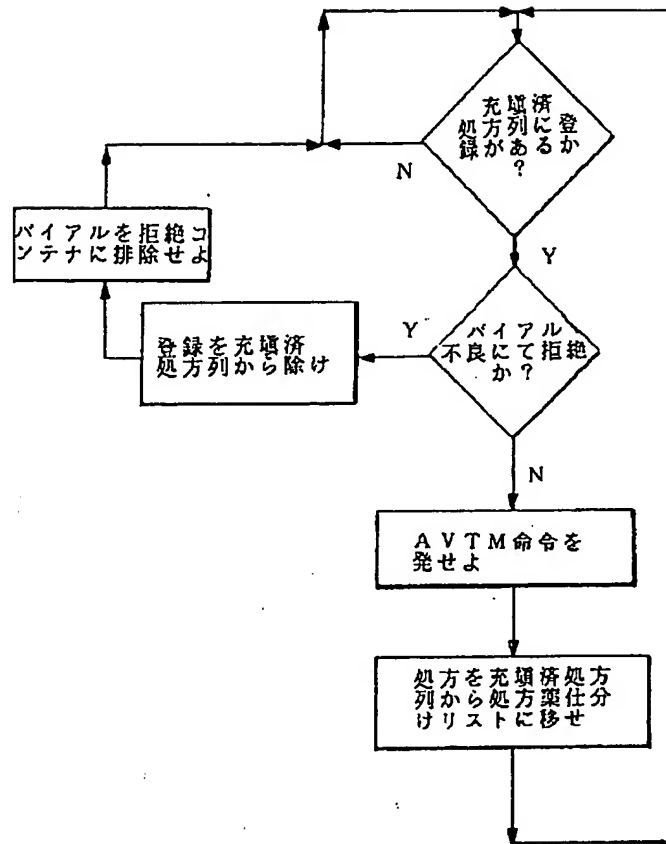 充填済
処方列に登
録があるか
?
N
Y
バイアルを拒絶コ
ンテナに排除せよ
登録を充填済
処方列から除け
Y
バイアル
不良にて拒絶
か?
N
AVTM命令を
発せよ
処方を充填済処方
列から処方薬仕分
けリストに移せ